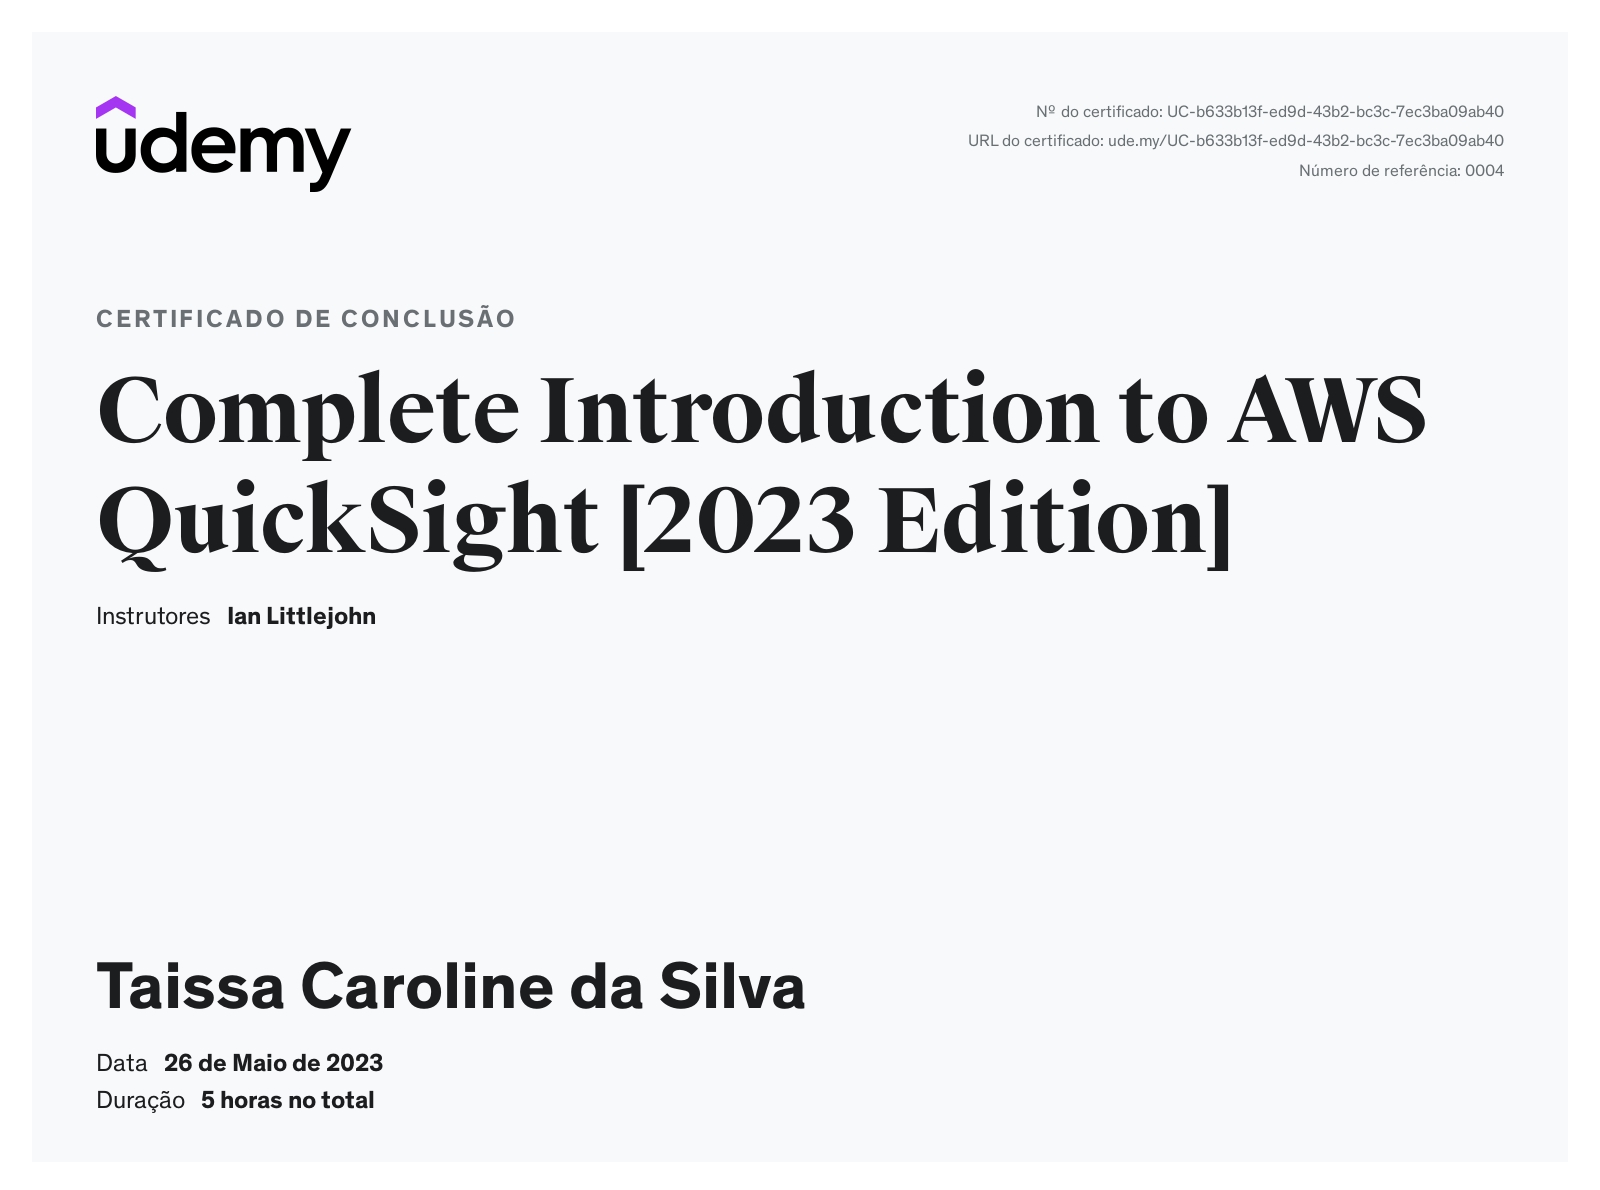 udemy
Nº do certificado: UC-b633b13f-ed9d-43b2-bc3c-7ec3ba09ab40
URL do certificado: ude.my/UC-b633b13f-ed9d-43b2-bc3c-7ec3ba09ab40
Número de referência: 0004
CERTIFICADO DE CONCLUSÃO
Complete Introduction to AWS
QuickSight [2023 Edition]
Instrutores Ian Littlejohn
Taissa Caroline da Silva
Data 26 de Maio de 2023
Duração 5 horas no total